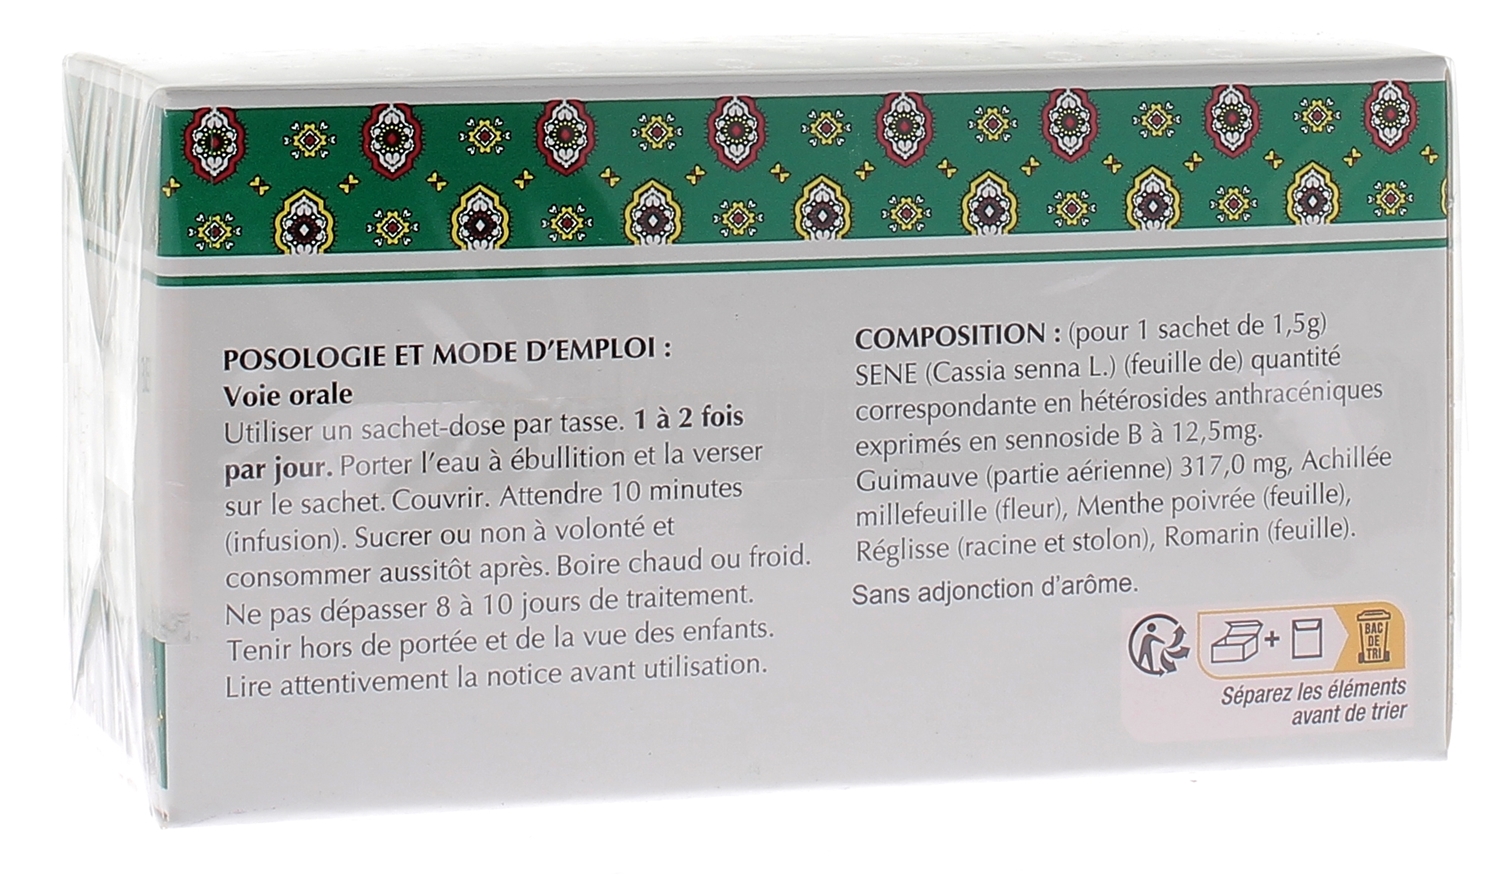 POSOLOGIE ET MODE D'EMPLOI :
Voie orale
Utiliser un sachet-dose par tasse. 1 à 2 fois
par jour. Porter l'eau à ébullition et la verser
sur le sachet. Couvrir. Attendre 10 minutes
(infusion). Sucrer ou non à volonté et
consommer aussitôt après. Boire chaud ou froid.
Ne pas dépasser 8 à 10 jours de traitement.
Tenir hors de portée et de la vue des enfants.
Lire attentivement la notice avant utilisation.
COMPOSITION : (pour 1 sachet de 1,5g)
SENE (Cassia senna L.) (feuille de) quantité
correspondante en hétérosides anthracéniques
exprimés en sennoside B à 12,5mg.
Guimauve (partie aérienne) 317,0 mg, Achillée
millefeuille (fleur), Menthe poivrée (feuille),
Réglisse (racine et stolon), Romarin (feuille).
Sans adjonction d'arôme.
+
BAC
DE
TRI
Séparez les éléments
avant de trier